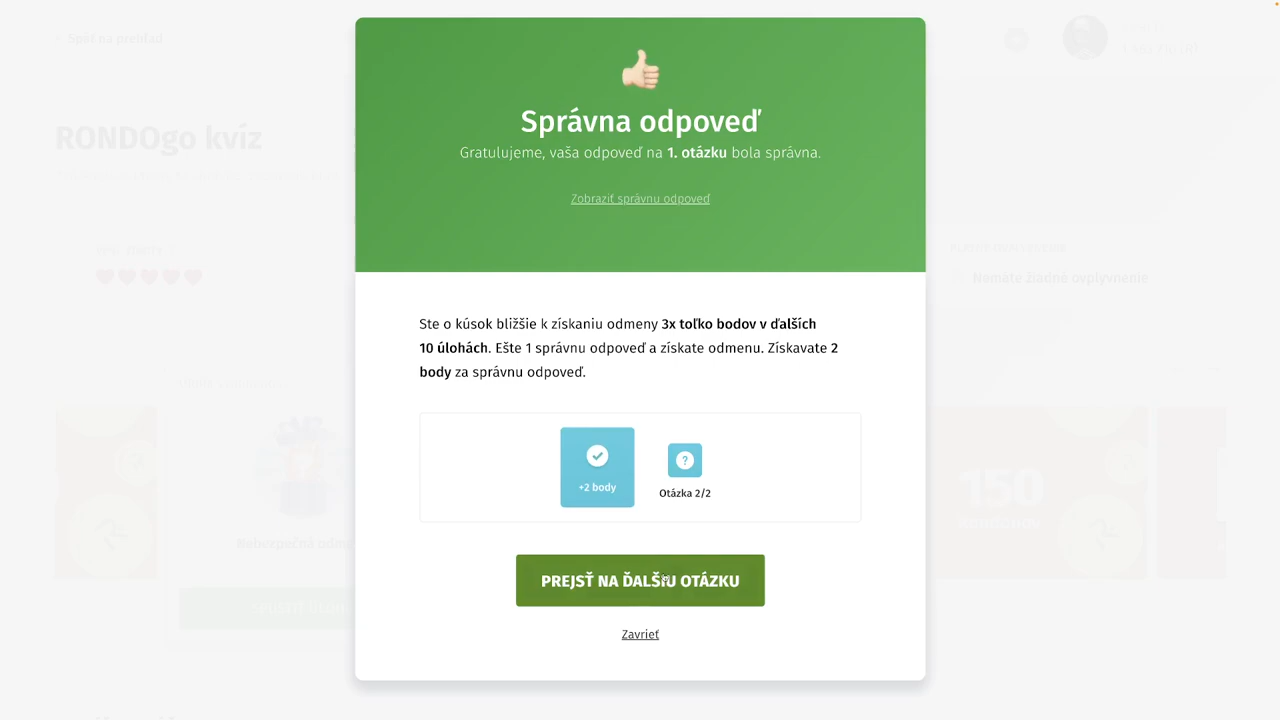 Späť na prehľad
RONDOgo kvíz
Správna odpoveď
Gratulujeme, vaša odpoveď na 1. otázku bola správna.
Zobraziť správnu odpoveď
Nemáte žiadne ovplyvnenie
Ste o kúsok bližšie k získaniu odmeny 3x toľko bodov v ďalších
10 úlohách. Ešte 1 správnu odpoveď a získate odmenu. Získavate 2
body za správnu odpoveď.
+2 body
?
Otázka 2/2
150
Rondonov
PREJSŤ NA ĎALŠIU OTÁZKU
Zavrieť